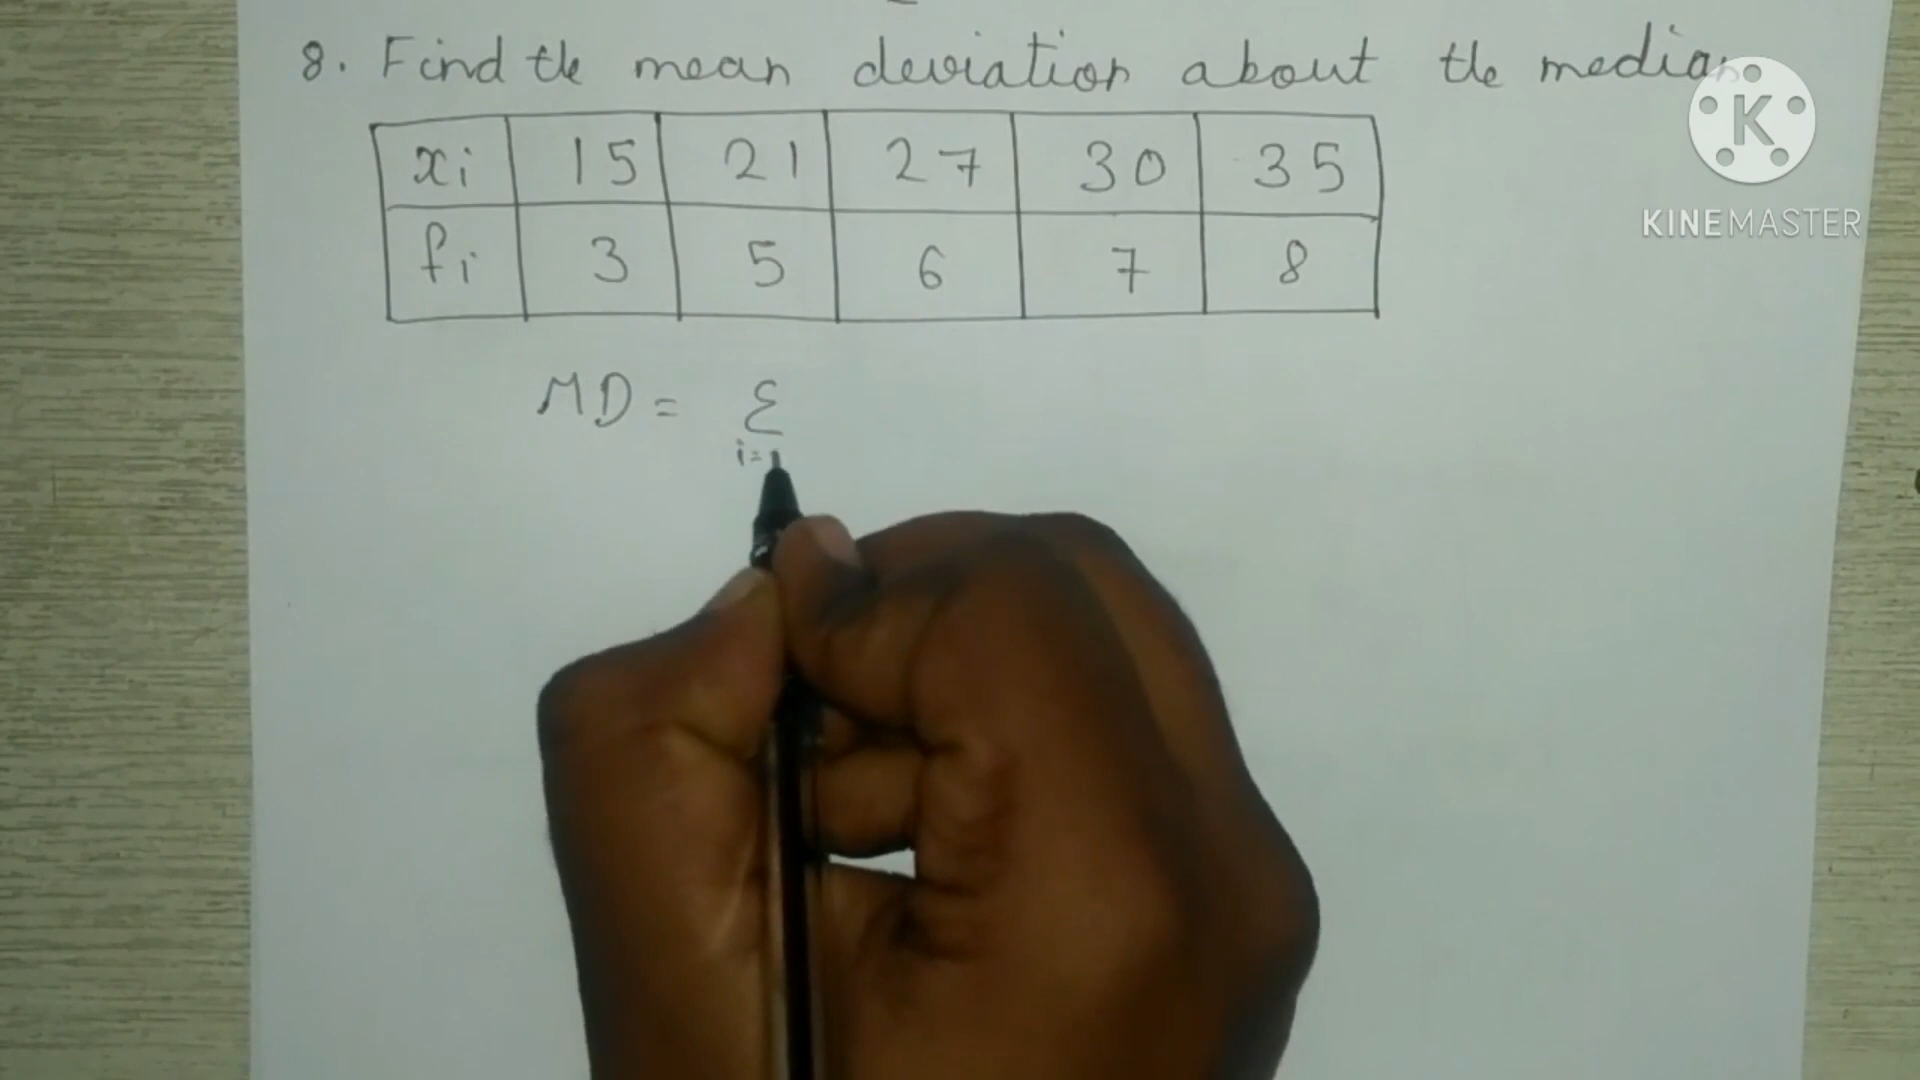 8. Find the mean deviation about the median
xi 15 21 27 30 35
fi 3 5 6 7 8
MD = Σ
i=1
K
KINEMASTER